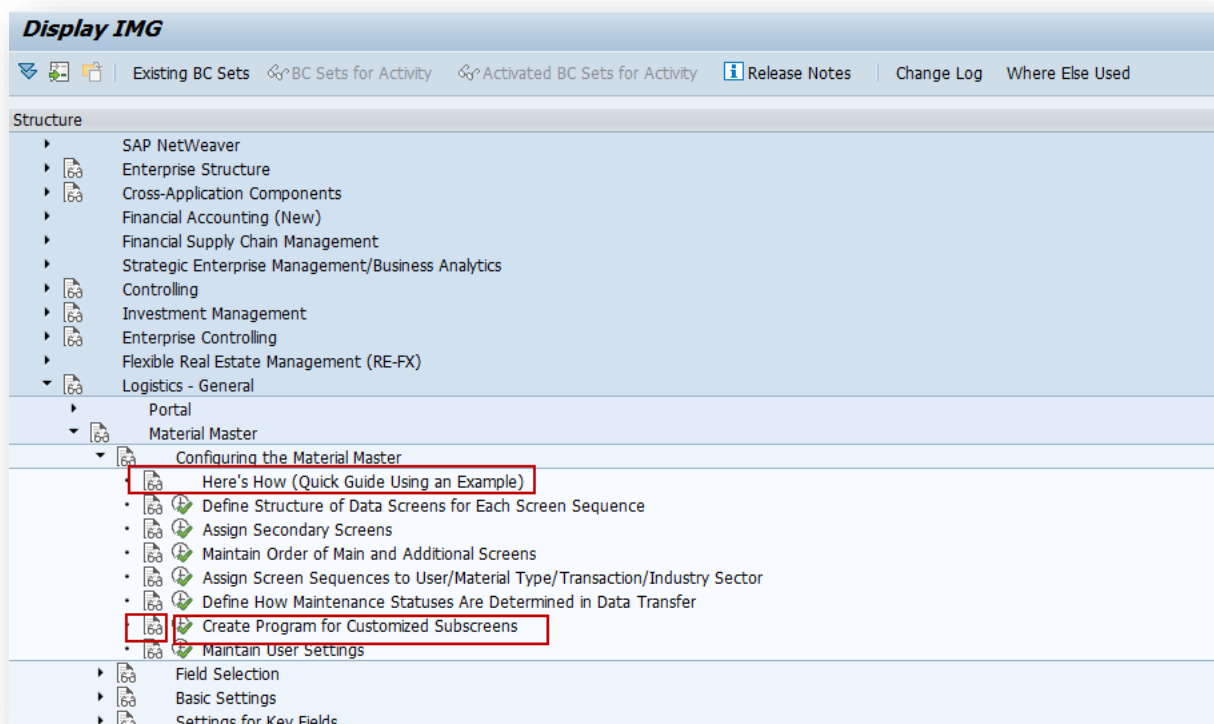 Display IMG
Existing BC Sets BC Sets for Activity Activated BC Sets for Activity Release Notes Change Log Where Else Used
Structure
SAP NetWeaver
Enterprise Structure
Cross-Application Components
Financial Accounting (New)
Financial Supply Chain Management
Strategic Enterprise Management/Business Analytics
Controlling
Investment Management
Enterprise Controlling
Flexible Real Estate Management (RE-FX)
Logistics - General
Portal
Material Master
Configuring the Material Master
Here's How (Quick Guide Using an Example)
Define Structure of Data Screens for Each Screen Sequence
Assign Secondary Screens
Maintain Order of Main and Additional Screens
Assign Screen Sequences to User/Material Type/Transaction/Industry Sector
Define How Maintenance Statuses Are Determined in Data Transfer
Create Program for Customized Subscreens
Maintain User Settings
Field Selection
Basic Settings
Settings for Key Fields